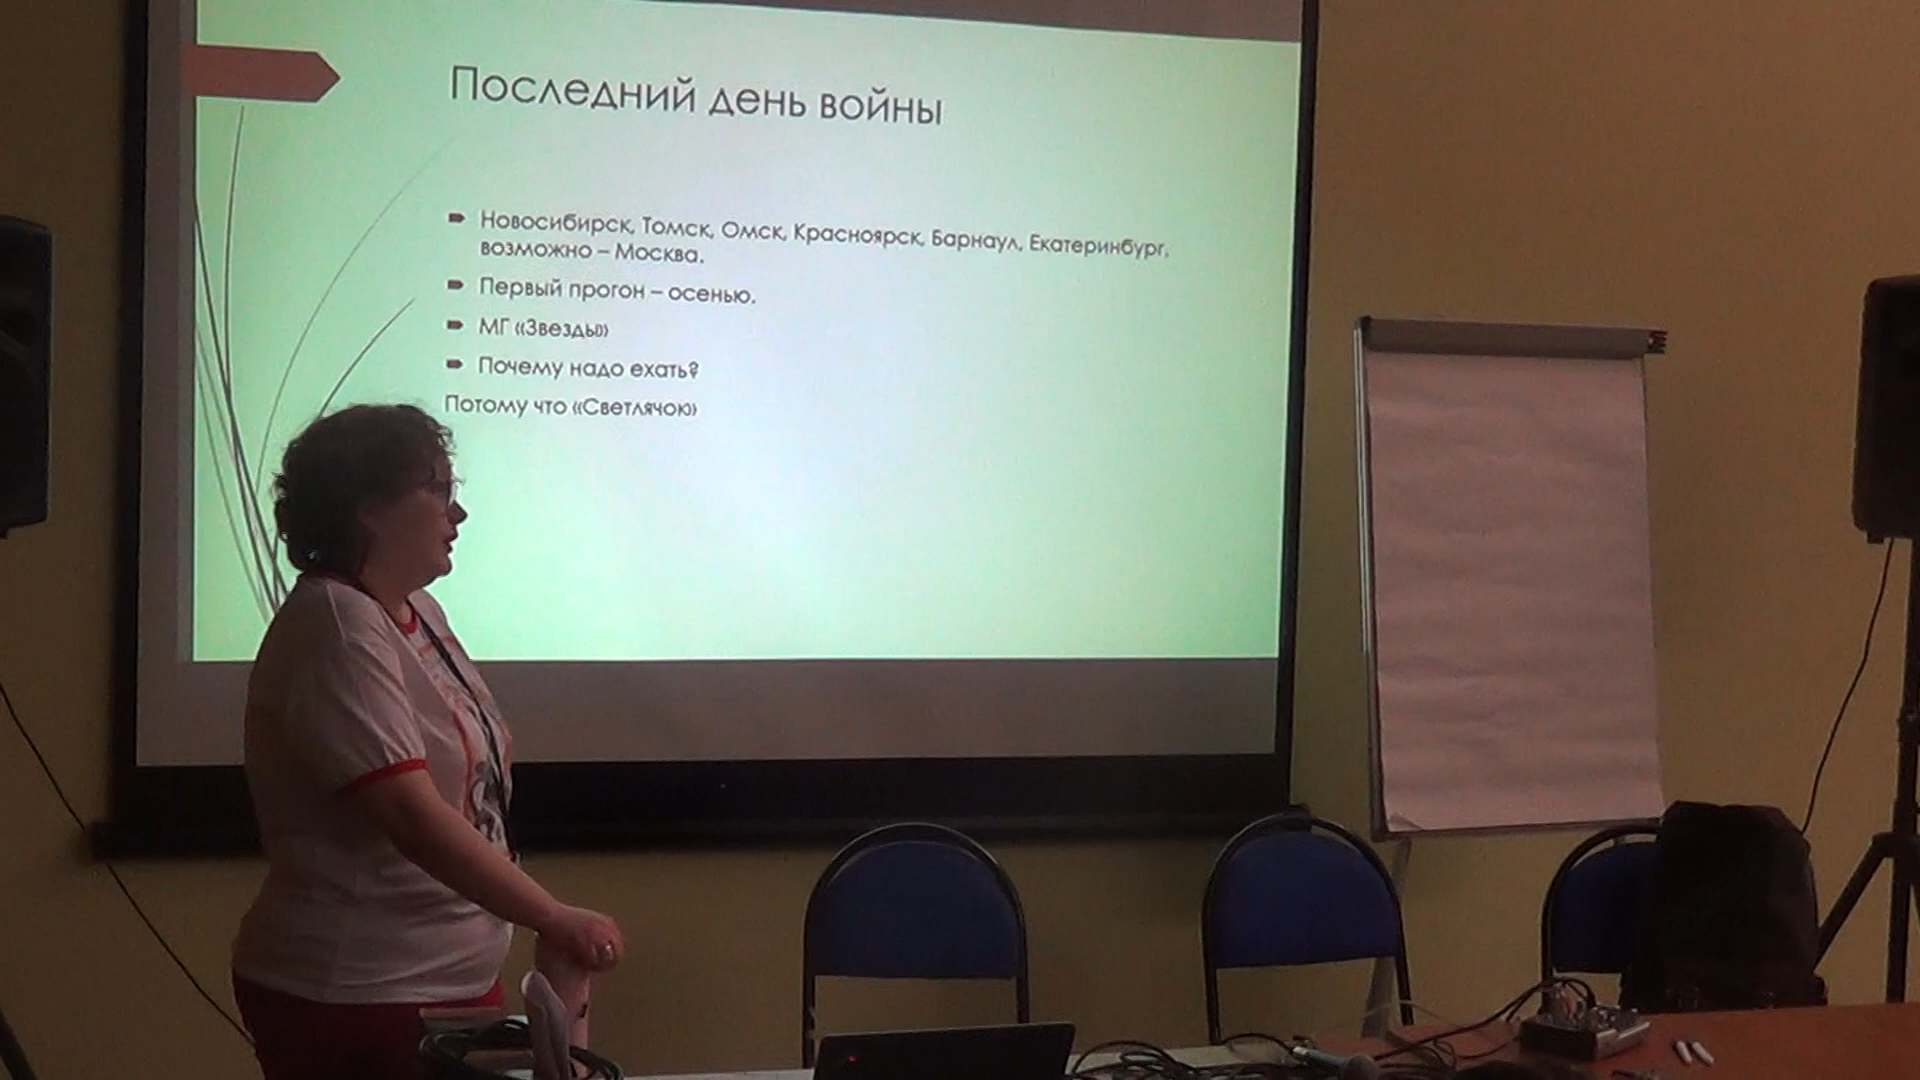 Последний день войны
Новосибирск, Томск, Омск, Красноярск, Барнаул, Екатеринбург,
возможно – Москва.
Первый прогон – осенью.
МГ «Звезды»
Почему надо ехать?
Потому что «Светлячок»